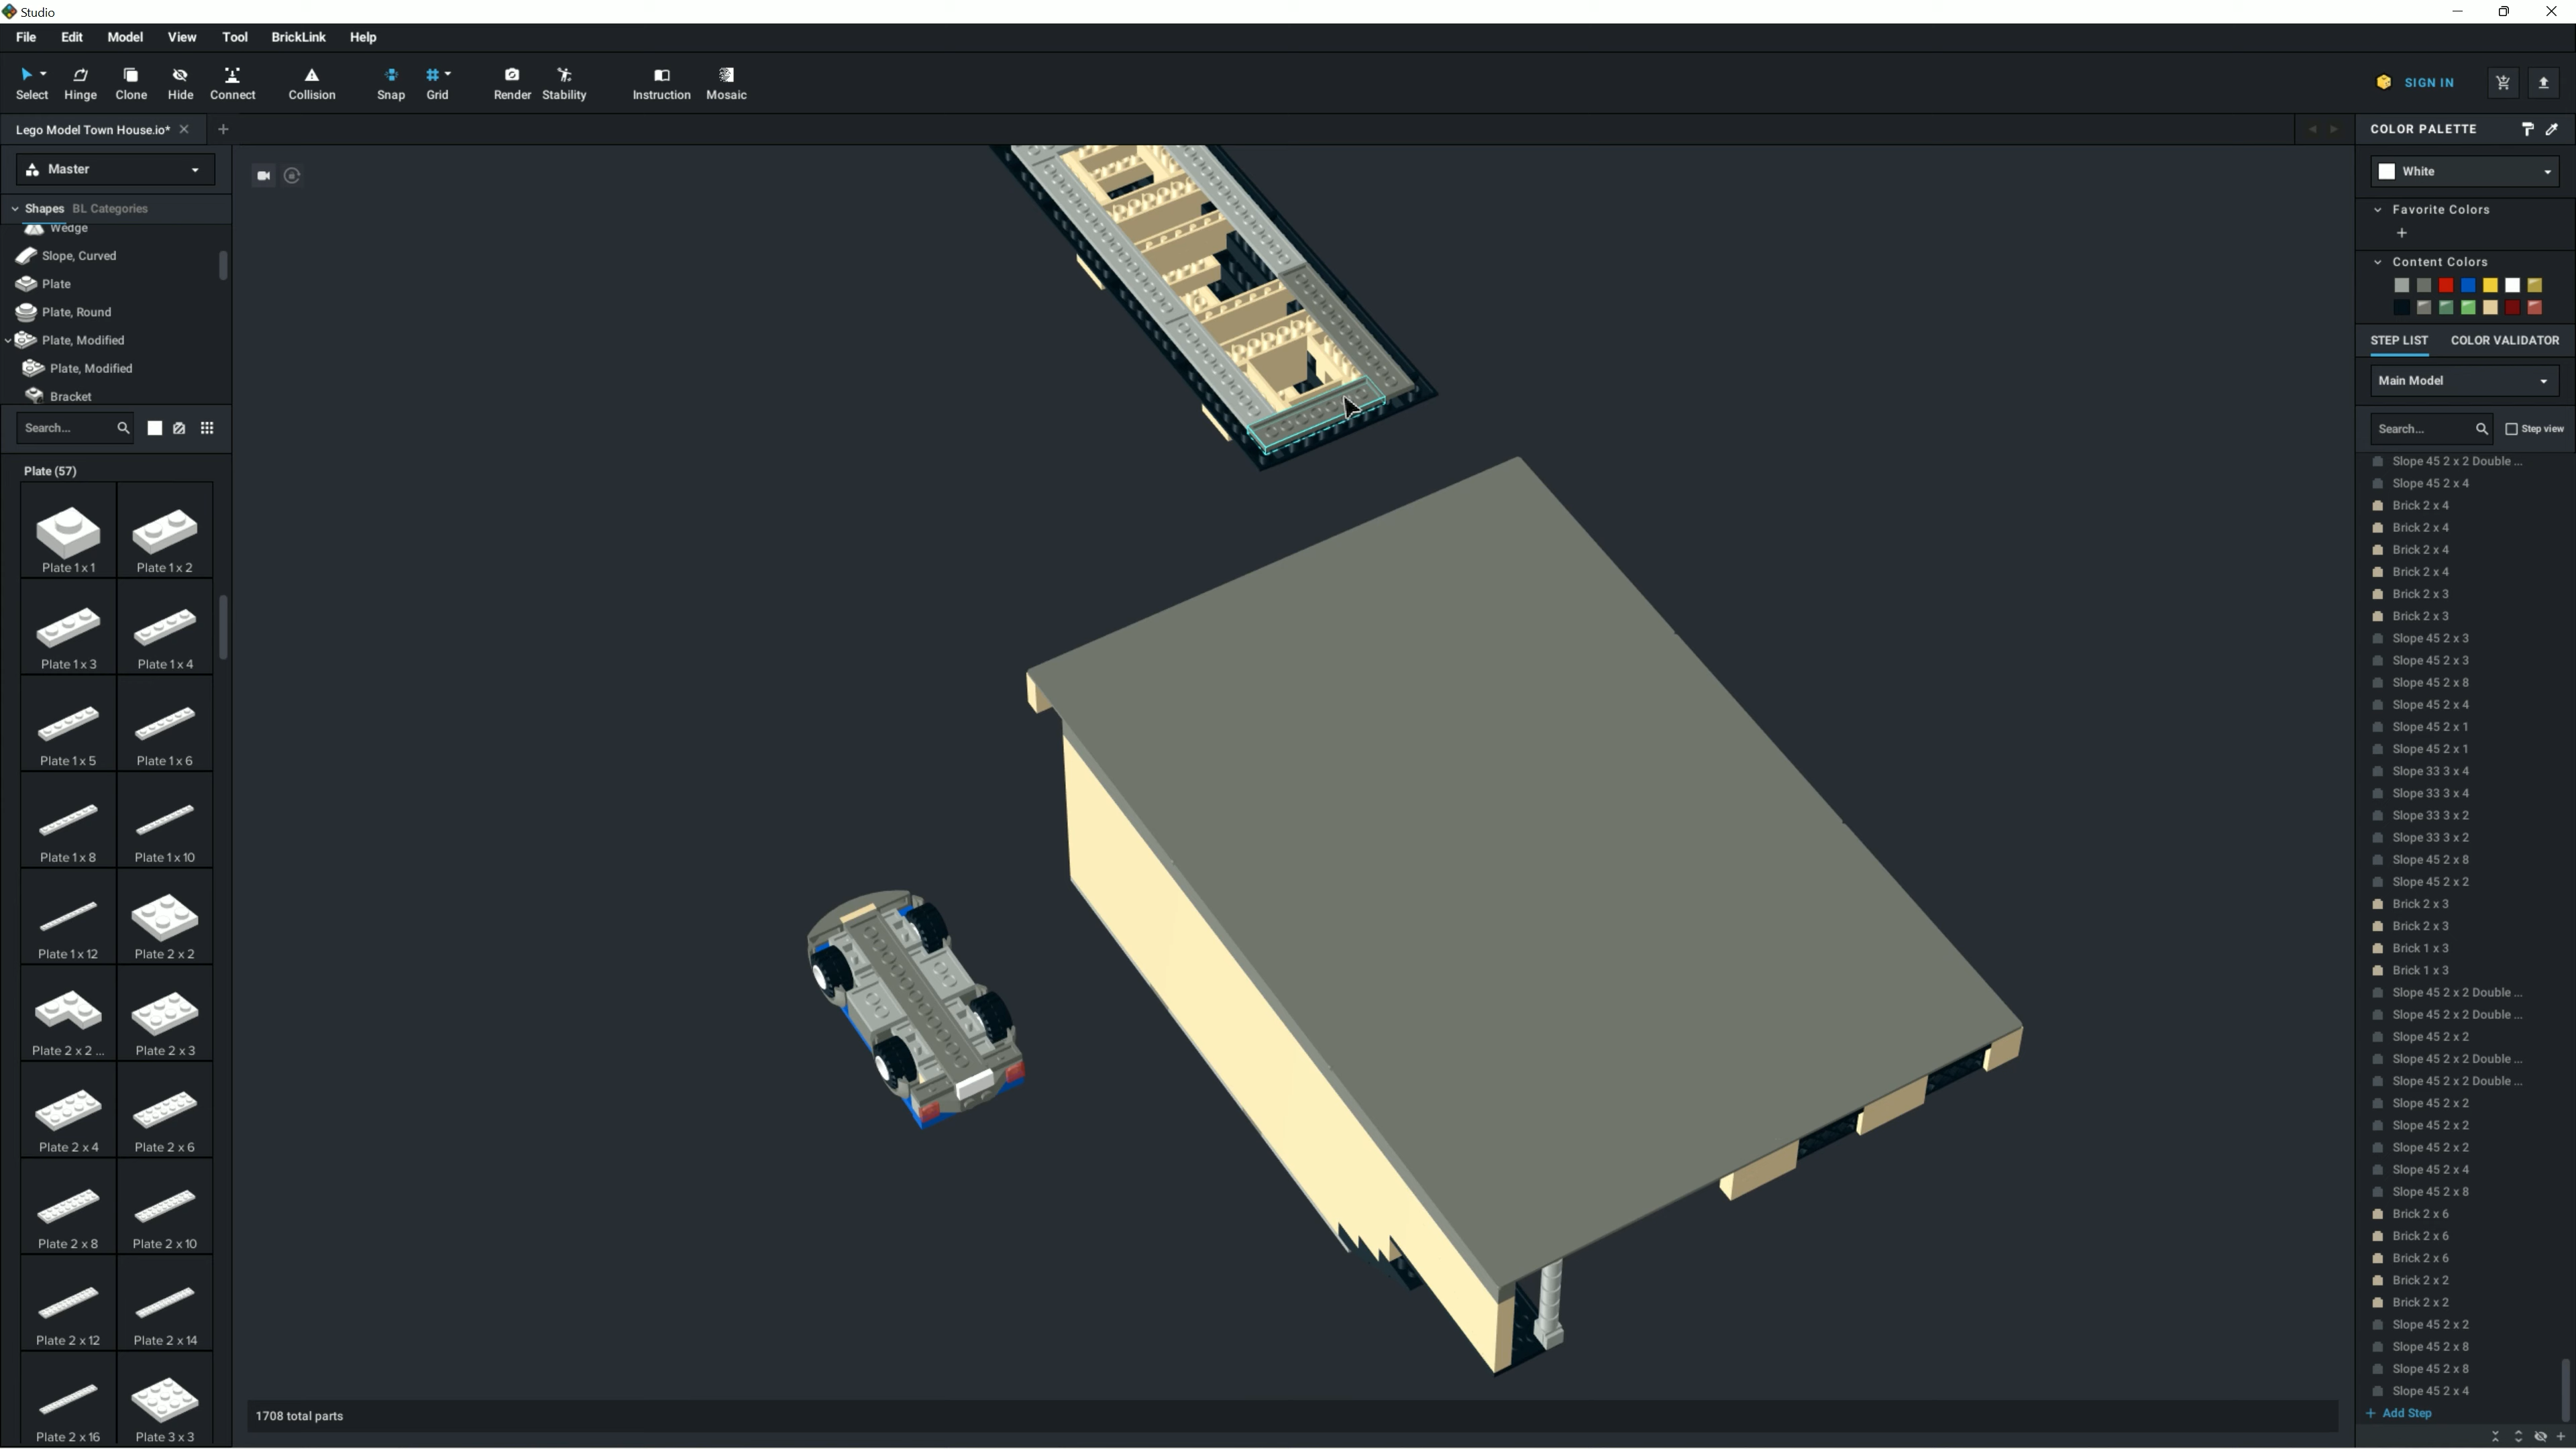 Studio
File Edit Model View Tool BrickLink Help
Select Hinge Clone Hide Connect Collision Snap Grid Render Stability Instruction Mosaic
SIGN IN
Lego Model Town House.io*
Master
Shapes BL Categories
Wedge
Slope, Curved
Plate
Plate, Round
Plate, Modified
Plate, Modified
Bracket
Search...
Plate (57)
Plate 1 x 1 Plate 1 x 2
Plate 1 x 3 Plate 1 x 4
Plate 1 x 5 Plate 1 x 6
Plate 1 x 8 Plate 1 x 10
Plate 1 x 12 Plate 2 x 2
Plate 2 x 2 ... Plate 2 x 3
Plate 2 x 4 Plate 2 x 6
Plate 2 x 8 Plate 2 x 10
Plate 2 x 12 Plate 2 x 14
Plate 2 x 16 Plate 3 x 3
1708 total parts
COLOR PALETTE
White
Favorite Colors
+
Content Colors
STEP LIST COLOR VALIDATOR
Main Model
Search... Step view
Slope 45 2 x 2 Double ...
Slope 45 2 x 4
Brick 2 x 4
Brick 2 x 4
Brick 2 x 4
Brick 2 x 4
Brick 2 x 3
Brick 2 x 3
Slope 45 2 x 3
Slope 45 2 x 3
Slope 45 2 x 8
Slope 45 2 x 4
Slope 45 2 x 1
Slope 45 2 x 1
Slope 33 3 x 4
Slope 33 3 x 4
Slope 33 3 x 2
Slope 33 3 x 2
Slope 45 2 x 8
Slope 45 2 x 2
Brick 2 x 3
Brick 2 x 3
Brick 1 x 3
Brick 1 x 3
Slope 45 2 x 2 Double ...
Slope 45 2 x 2 Double ...
Slope 45 2 x 2
Slope 45 2 x 2 Double ...
Slope 45 2 x 2 Double ...
Slope 45 2 x 2
Slope 45 2 x 2
Slope 45 2 x 2
Slope 45 2 x 4
Slope 45 2 x 8
Brick 2 x 6
Brick 2 x 6
Brick 2 x 6
Brick 2 x 2
Brick 2 x 2
Slope 45 2 x 2
Slope 45 2 x 8
Slope 45 2 x 8
Slope 45 2 x 4
+ Add Step